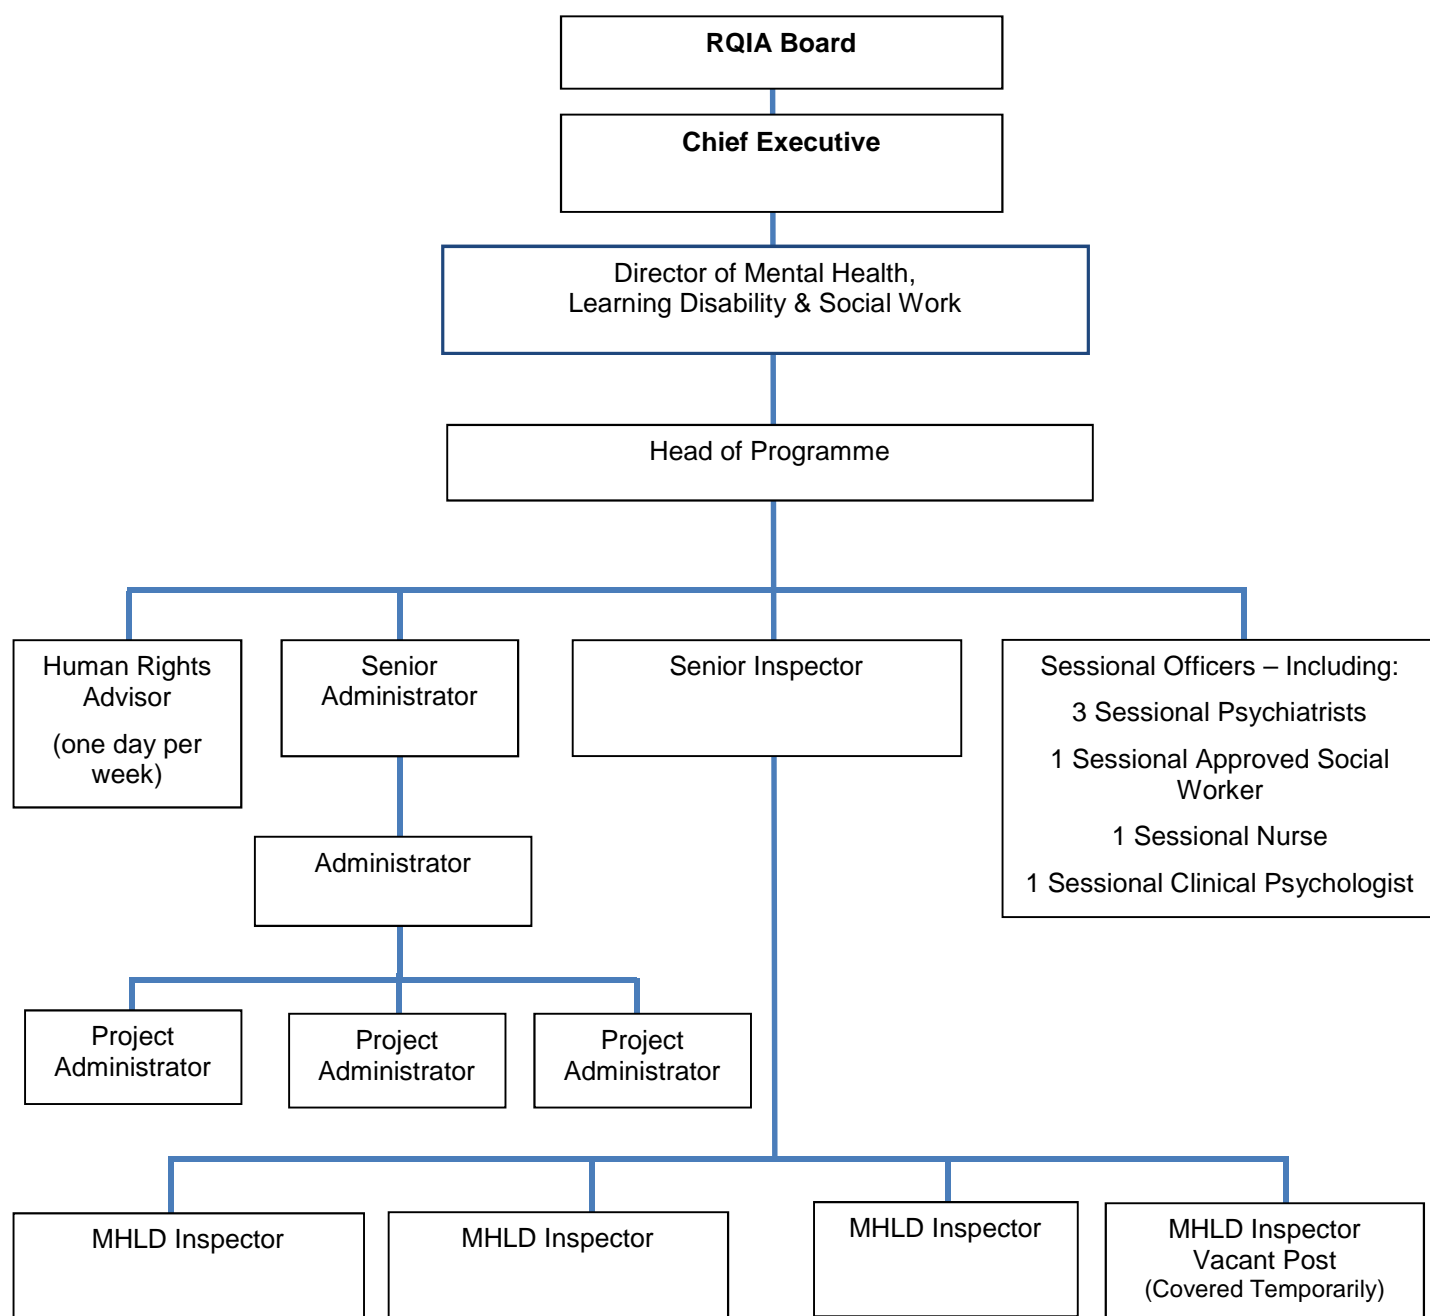 RQIA Board
Chief Executive
Director of Mental Health,
Learning Disability & Social Work
Head of Programme
Human Rights
Advisor
(one day per
week)
Senior
Administrator
Senior Inspector
Sessional Officers – Including:
3 Sessional Psychiatrists
1 Sessional Approved Social
Worker
1 Sessional Nurse
1 Sessional Clinical Psychologist
Administrator
Project
Administrator
Project
Administrator
Project
Administrator
MHLD Inspector
MHLD Inspector
MHLD Inspector
MHLD Inspector
Vacant Post
(Covered Temporarily)